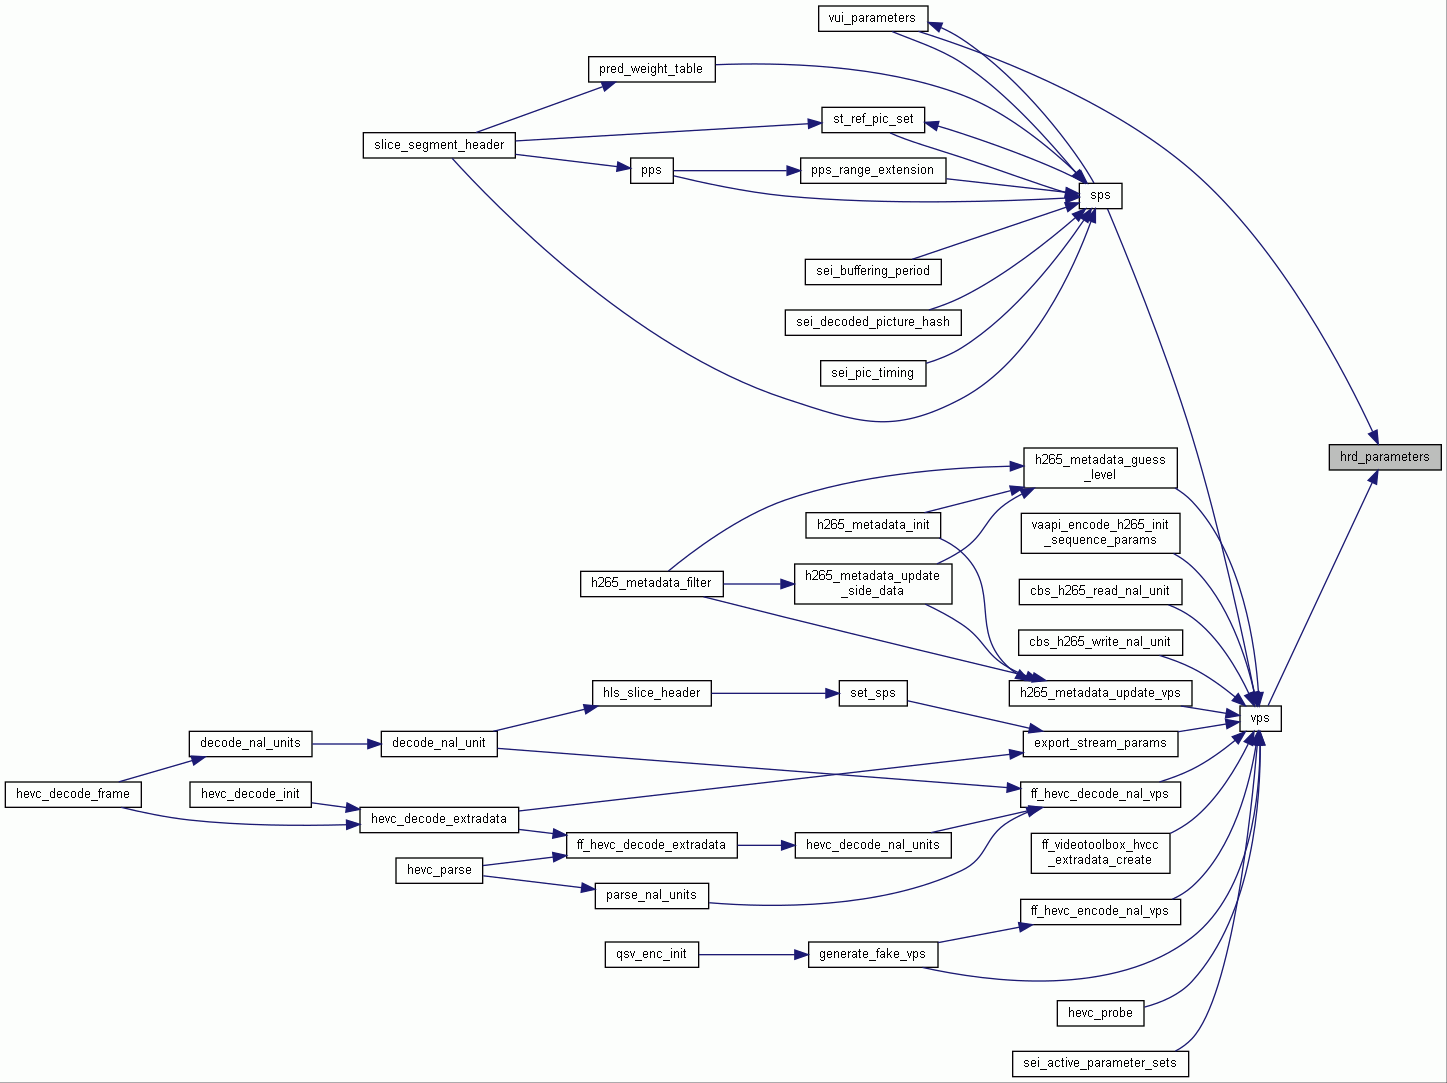 vui_parameters
pred_weight_table
st_ref_pic_set
slice_segment_header
pps
pps_range_extension
sps
sei_buffering_period
sei_decoded_picture_hash
sei_pic_timing
hrd_parameters
h265_metadata_guess
_level
h265_metadata_init
vaapi_encode_h265_init
_sequence_params
h265_metadata_filter
h265_metadata_update
_side_data
cbs_h265_read_nal_unit
cbs_h265_write_nal_unit
hls_slice_header
set_sps
h265_metadata_update_vps
vps
decode_nal_units
decode_nal_unit
export_stream_params
hevc_decode_frame
hevc_decode_init
ff_hevc_decode_nal_vps
hevc_decode_extradata
ff_hevc_decode_extradata
hevc_decode_nal_units
ff_videotoolbox_hvcc
_extradata_create
hevc_parse
parse_nal_units
ff_hevc_encode_nal_vps
qsv_enc_init
generate_fake_vps
hevc_probe
sei_active_parameter_sets